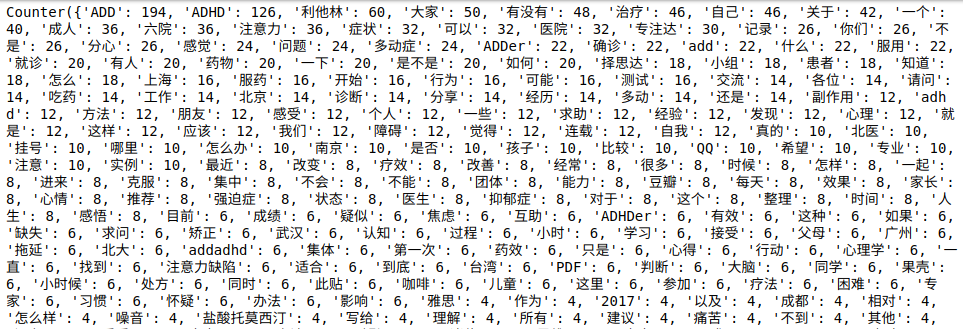 Counter({'ADD': 194, 'ADHD': 126, '利他林': 60, '大家': 50, '有没有': 48, '治疗': 46, '自己': 46, '关于': 42, '一个':
40, '成人': 36, '六院': 36, '注意力': 36, '症状': 32, '可以': 32, '医院': 32, '专注达': 30, '记录': 26, '你们': 26, '不
是': 26, '分心': 26, '感觉': 24, '问题': 24, '多动症': 24, 'ADDer': 22, '确诊': 22, 'add': 22, '什么': 22, '服用': 22,
'就诊': 20, '有人': 20, '药物': 20, '一下': 20, '是不是': 20, '如何': 20, '择思达': 18, '小组': 18, '患者': 18, '知道':
18, '怎么': 18, '上海': 16, '服药': 16, '开始': 16, '行为': 16, '可能': 16, '测试': 16, '交流': 14, '各位': 14, '请问':
14, '吃药': 14, '工作': 14, '北京': 14, '诊断': 14, '分享': 14, '经历': 14, '多动': 14, '还是': 14, '副作用': 12, 'adh
d': 12, '方法': 12, '朋友': 12, '感受': 12, '个人': 12, '一些': 12, '求助': 12, '经验': 12, '发现': 12, '心理': 12, '就
是': 12, '这样': 12, '应该': 12, '我们': 12, '障碍': 12, '觉得': 12, '连载': 12, '自我': 12, '真的': 10, '北医': 10,
'挂号': 10, '哪里': 10, '怎么办': 10, '南京': 10, '是否': 10, '孩子': 10, '比较': 10, 'QQ': 10, '希望': 10, '专业': 10,
'注意': 10, '实例': 10, '最近': 8, '改变': 8, '疗效': 8, '改善': 8, '经常': 8, '很多': 8, '时候': 8, '怎样': 8, '一起':
8, '进来': 8, '克服': 8, '集中': 8, '不会': 8, '不能': 8, '团体': 8, '能力': 8, '豆瓣': 8, '每天': 8, '效果': 8, '家长':
8, '心情': 8, '推荐': 8, '强迫症': 8, '状态': 8, '医生': 8, '抑郁症': 8, '对于': 8, '这个': 8, '整理': 8, '时间': 8, '人
生': 8, '感悟': 8, '目前': 6, '成绩': 6, '疑似': 6, '焦虑': 6, '互助': 6, 'ADHDer': 6, '有效': 6, '这种': 6, '如果': 6,
'缺失': 6, '求问': 6, '矫正': 6, '武汉': 6, '认知': 6, '过程': 6, '小时': 6, '学习': 6, '接受': 6, '父母': 6, '广州': 6,
'拖延': 6, '北大': 6, 'addadhd': 6, '集体': 6, '第一次': 6, '药效': 6, '只是': 6, '心得': 6, '行动': 6, '心理学': 6, '一
直': 6, '找到': 6, '注意力缺陷': 6, '适合': 6, '到底': 6, '台湾': 6, 'PDF': 6, '判断': 6, '大脑': 6, '同学': 6, '果壳':
6, '小时候': 6, '处方': 6, '同时': 6, '此贴': 6, '咖啡': 6, '儿童': 6, '这里': 6, '参加': 6, '疗法': 6, '困难': 6, '专
家': 6, '习惯': 6, '怀疑': 6, '办法': 6, '影响': 6, '雅思': 4, '作为': 4, '2017': 4, '以及': 4, '成都': 4, '相对': 4,
'怎么样': 4, '噪音': 4, '盐酸托莫西汀': 4, '写给': 4, '理解': 4, '所有': 4, '建议': 4, '痛苦': 4, '不到': 4, '其他': 4,